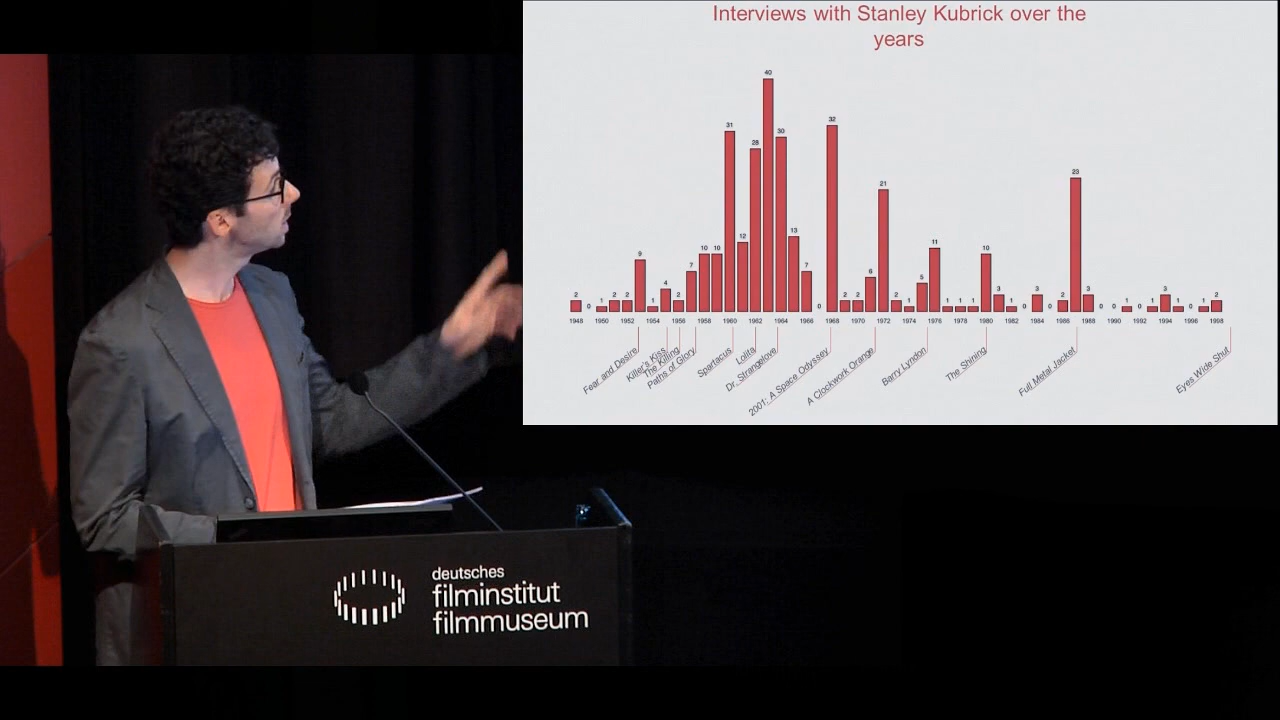 Interviews with Stanley Kubrick over the
years
2 0 1 2 2 9 1 4 2 7 10 10 31 12 28 40 30 13 7 0 32 2 2 6 21 2 1 5 11 1 1 1 10 3 1 0 3 0 2 23 3 0 0 1 0 1 3 1 0 1 2
1948 1950 1952 1954 1956 1958 1960 1962 1964 1966 1968 1970 1972 1974 1976 1978 1980 1982 1984 1986 1988 1990 1992 1994 1996 1998
Fear and Desire
Killer's Kiss
The Killing
Paths of Glory
Spartacus
Lolita
Dr. Strangelove
2001: A Space Odyssey
A Clockwork Orange
Barry Lyndon
The Shining
Full Metal Jacket
Eyes Wide Shut
deutsches
filminstitut
filmmuseum